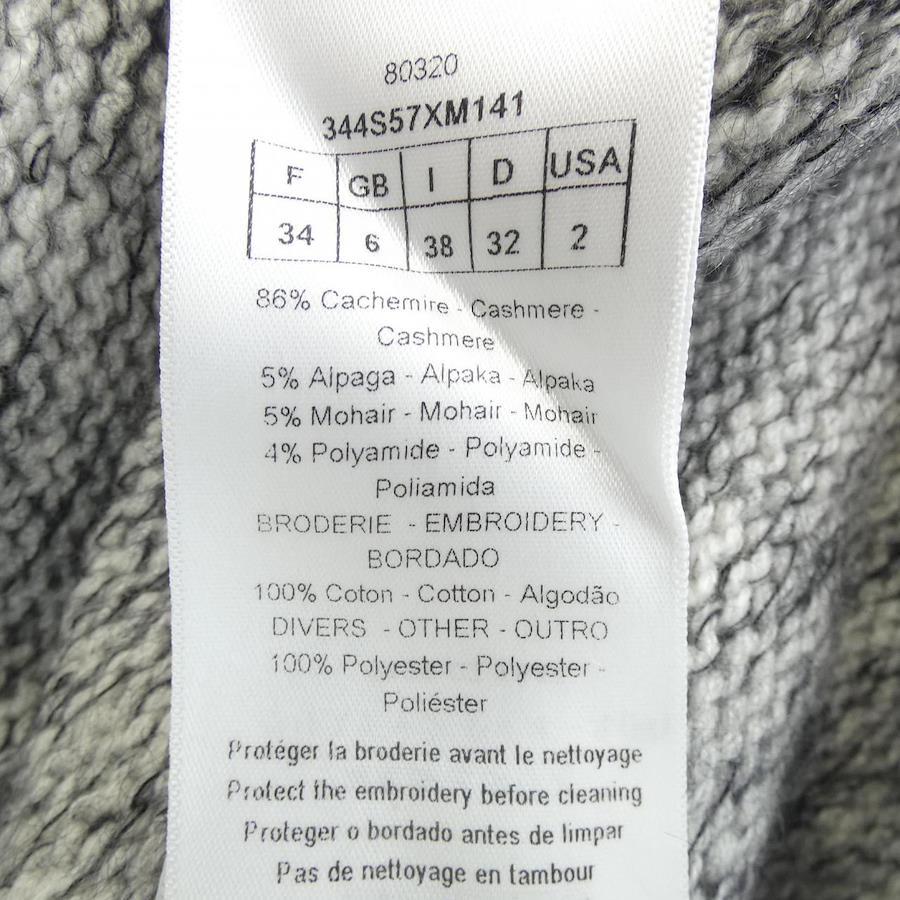 80320
344S57XM141
F GB I D USA
34 6 38 32 2
86% Cachemire - Cashmere -
Cashmere
5% Alpaga - Alpaka - Alpaka
5% Mohair - Mohair - Mohair
4% Polyamide - Polyamide -
Poliamida
BRODERIE - EMBROIDERY -
BORDADO
100% Coton - Cotton - Algodão
DIVERS - OTHER - OUTRO
100% Polyester - Polyester -
Poliéster
Protéger la broderie avant le nettoyage
Protect the embroidery before cleaning
Proteger o bordado antes de limpar
Pas de nettoyage en tambour